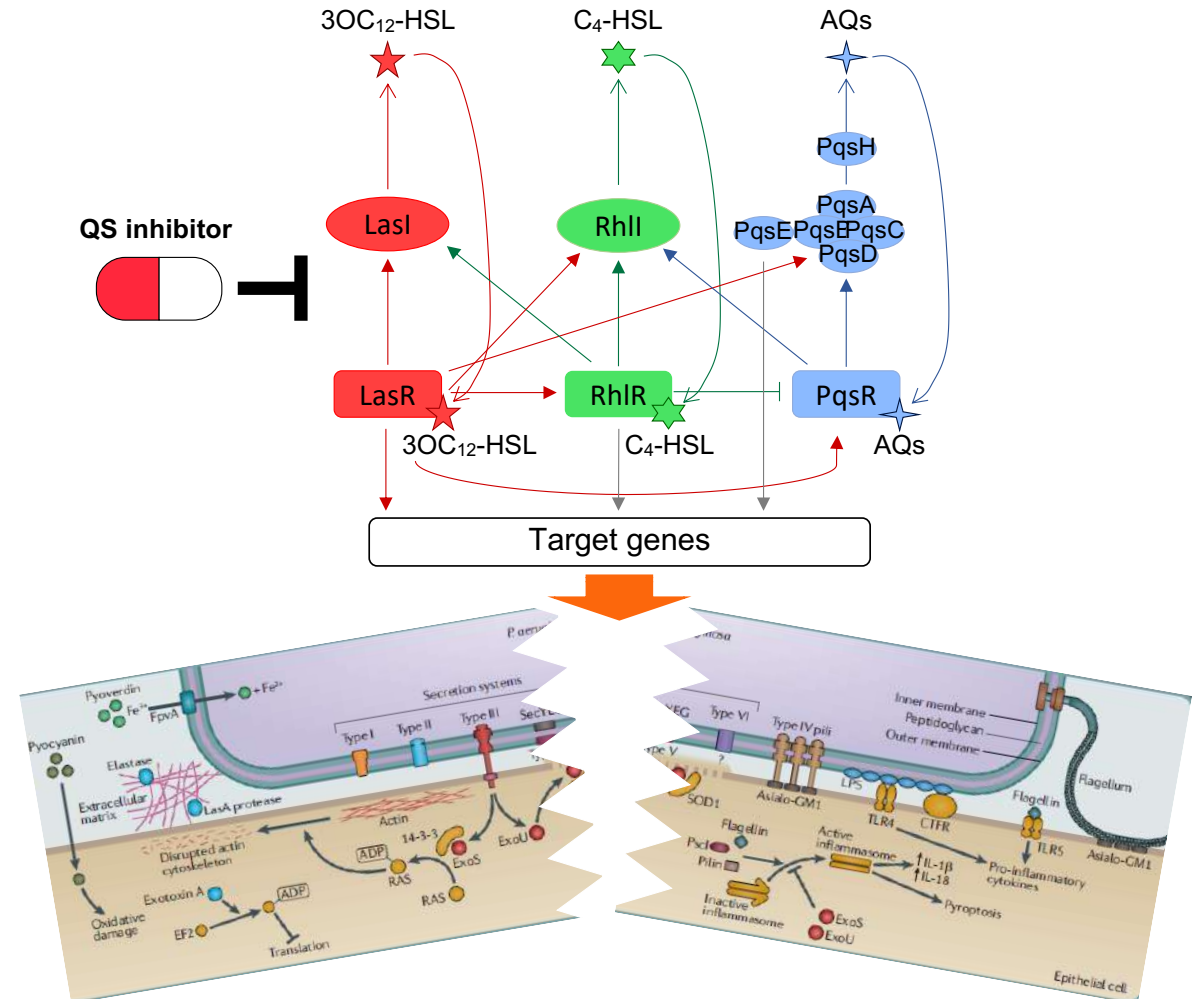 3OC₁₂-HSL
C₄-HSL
AQs
PqsH
PqsA
PqsE
PqsB
PqsC
PqsD
QS inhibitor
LasI
RhlI
LasR
RhlR
PqsR
3OC₁₂-HSL
C₄-HSL
AQs
Target genes
P. aeru
nosa
Pyoverdin
Fe³⁺
+ Fe²⁺
FpvA
Secretion systems
Type I
Type II
Type III
Pyocyanin
Elastase
Extracellular
matrix
LasA protease
Actin
Disrupted actin
cytoskeleton
14-3-3
ExoS
ExoU
ADP
RAS
RAS
Exotoxin A
ADP
EF2
Translation
Oxidative
damage
Type VI
?
Type IV pili
Inner membrane
Peptidoglycan
Outer membrane
ype V
SOD1
Asialo-GM1
LPS
TLR4
CTFR
Flagellin
TLR5
Flagellum
Asialo-GM1
Flagellin
PscI
Pilin
Active
inflammasome
↑IL-1β
↑IL-18
Pro-inflammatory
cytokines
Inactive
inflammasome
Pyroptosis
ExoS
ExoU
Epithelial cell